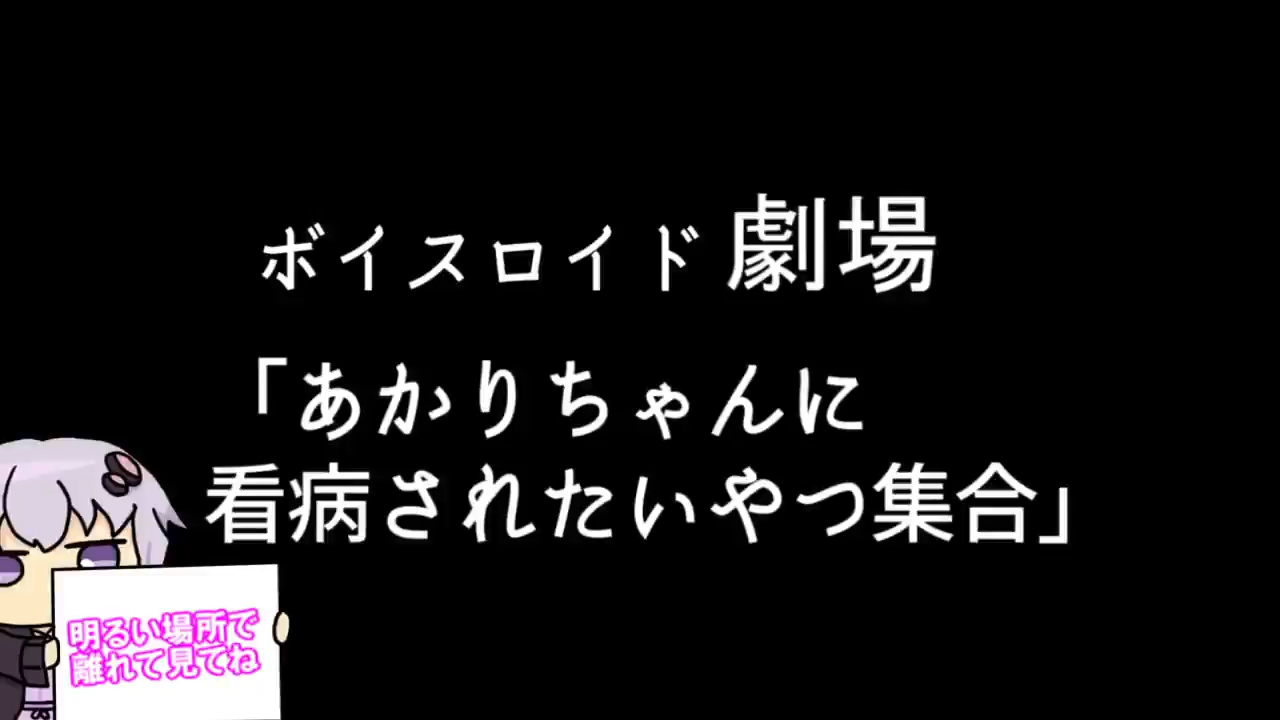 ボイスロイド劇場
「あかりちゃんに
看病されたいやつ集合」
明るい場所で
離れて見てね